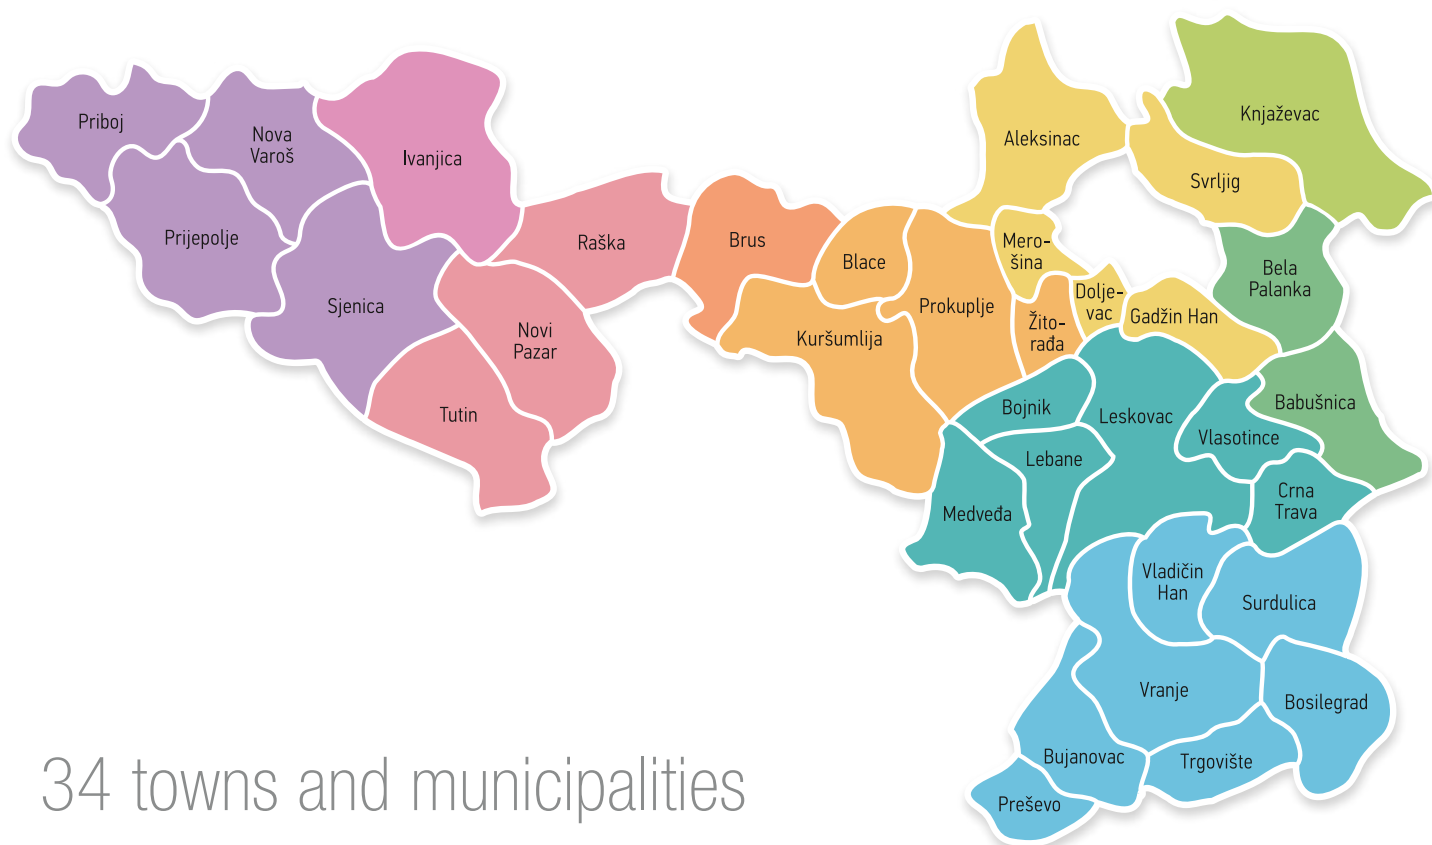 Priboj
Nova
Varoš
Ivanjica
Prijepolje
Sjenica
Raška
Novi
Pazar
Tutin
Brus
Blace
Kuršumlija
Prokuplje
Aleksinac
Mero-
šina
Žito-
rađa
Dolje-
vac
Gadžin Han
Svrljig
Knjaževac
Bela
Palanka
Babušnica
Bojnik
Leskovac
Vlasotince
Lebane
Medveđa
Crna
Trava
Vladičin
Han
Surdulica
Vranje
Bosilegrad
Bujanovac
Trgovište
Preševo
34 towns and municipalities